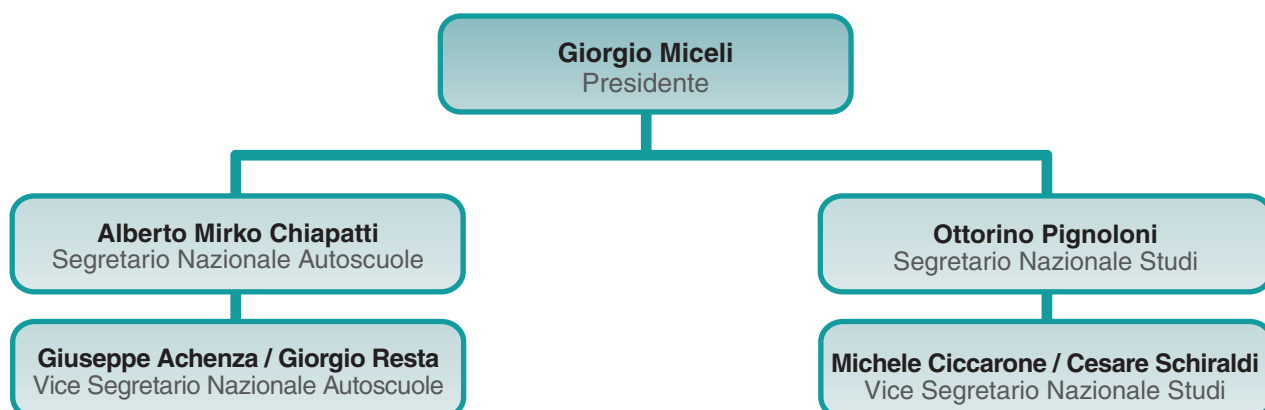 Giorgio Miceli
Presidente
Alberto Mirko Chiapatti
Segretario Nazionale Autoscuole
Ottorino Pignoloni
Segretario Nazionale Studi
Giuseppe Achenza / Giorgio Resta
Vice Segretario Nazionale Autoscuole
Michele Ciccarone / Cesare Schiraldi
Vice Segretario Nazionale Studi